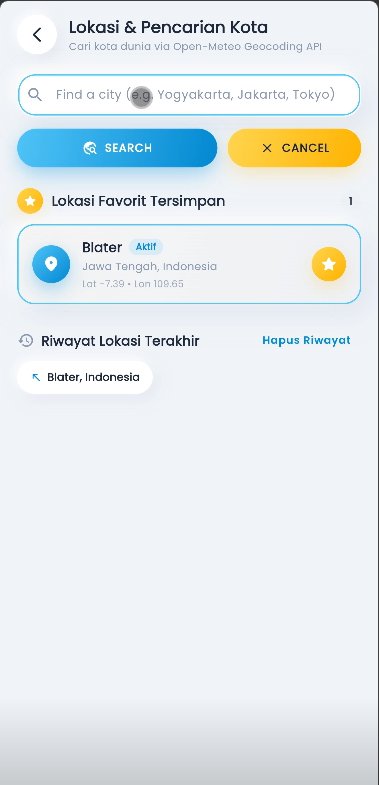 Lokasi & Pencarian Kota
Cari kota dunia via Open-Meteo Geocoding API
Find a city (e.g. Yogyakarta, Jakarta, Tokyo)
SEARCH
CANCEL
Lokasi Favorit Tersimpan
1
Blater
Aktif
Jawa Tengah, Indonesia
Lat -7.39 • Lon 109.65
Riwayat Lokasi Terakhir
Hapus Riwayat
Blater, Indonesia